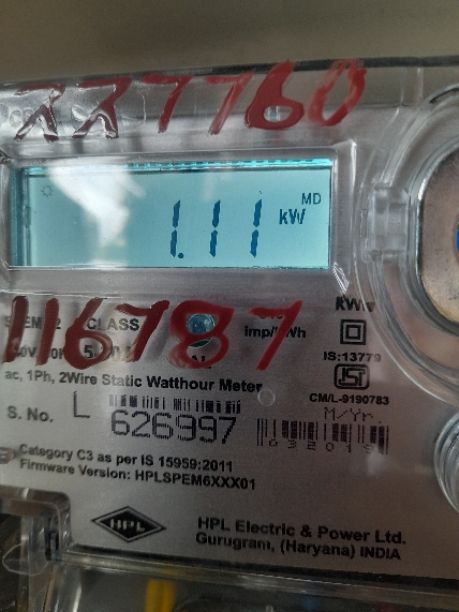 227760
MD
1.11 kW
116787
CLASS
imp/kWh
IS:13779
ac, 1Ph, 2Wire Static Watthour Meter
CM/L-9190783
S. No. L 626997
M/Yr.
032019
Category C3 as per IS 15959:2011
Firmware Version: HPLSPEM6XXX01
HPL
HPL Electric & Power Ltd.
Gurugram, (Haryana) INDIA